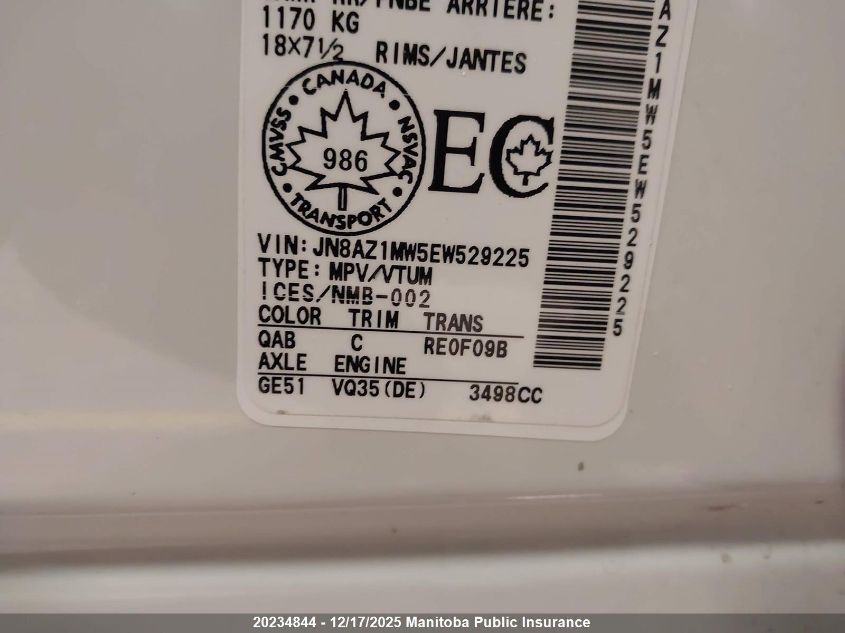 ARRIERE:
1170 KG
18X7½ RIMS/JANTES
CANADA
CMVSS
NSVAC
986
TRANSPORT
EC
VIN: JN8AZ1MW5EW529225
TYPE: MPV/VTUM
ICES/NMB-002
COLOR TRIM TRANS
QAB C RE0F09B
AXLE ENGINE
GE51 VQ35(DE) 3498CC
AZ1MW5EW529225
20234844 - 12/17/2025 Manitoba Public Insurance